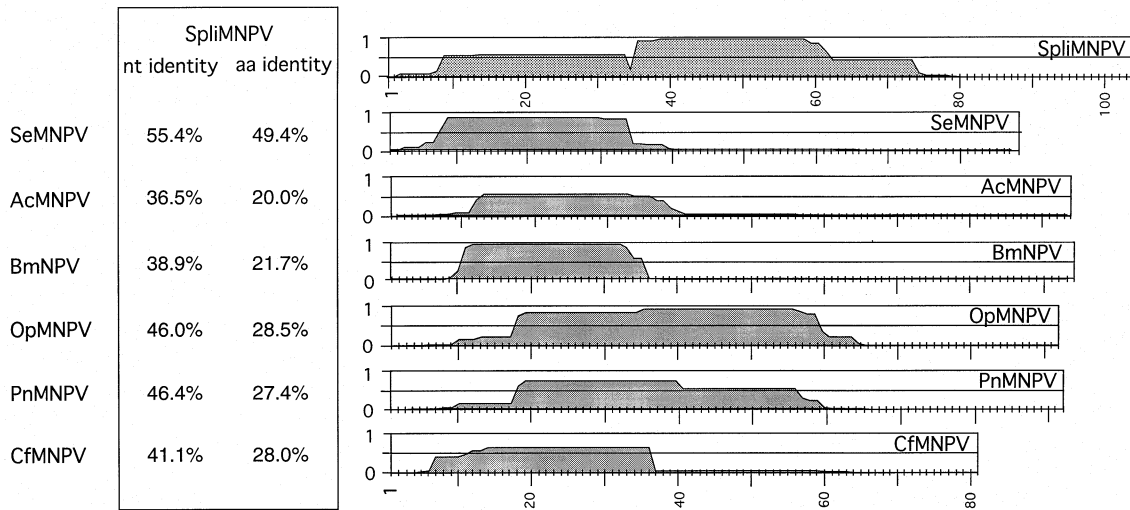 SpliMNPV
nt identity aa identity
1
0
SpliMNPV
1 20 40 60 80 100
SeMNPV 55.4% 49.4%
1
0
SeMNPV
AcMNPV 36.5% 20.0%
1
0
AcMNPV
BmNPV 38.9% 21.7%
1
0
BmNPV
OpMNPV 46.0% 28.5%
1
0
OpMNPV
PnMNPV 46.4% 27.4%
1
0
PnMNPV
CfMNPV 41.1% 28.0%
1
0
CfMNPV
1 20 40 60 80